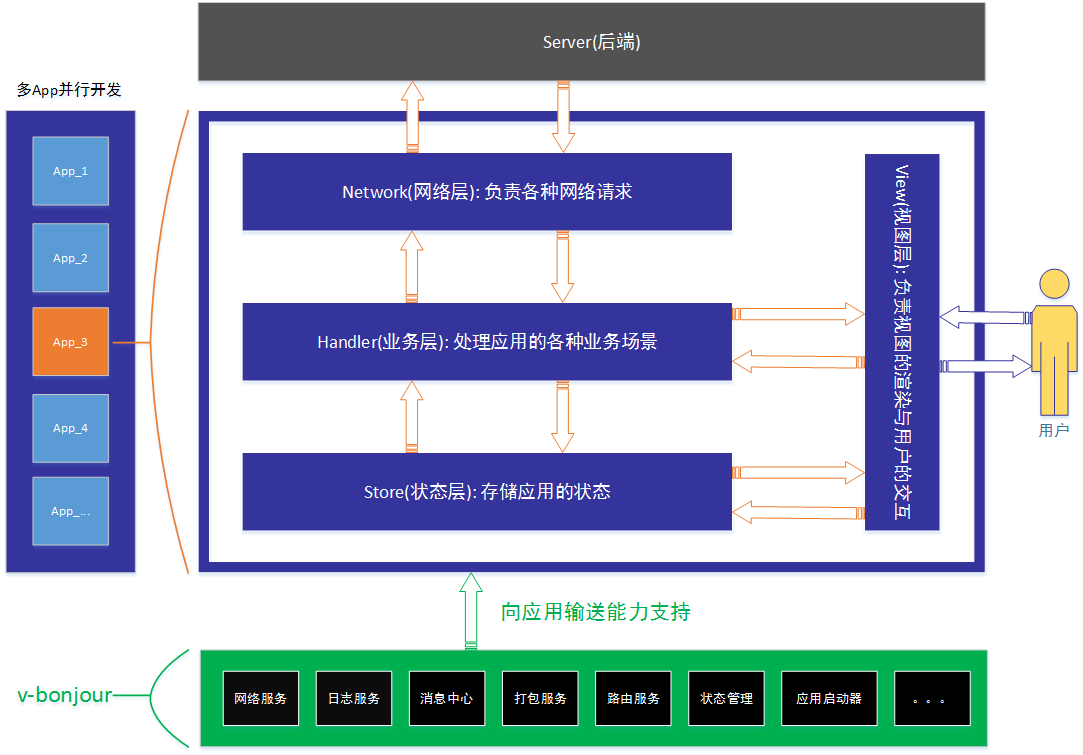 Server(后端)
多App并行开发
App_1
App_2
App_3
App_4
App_...
Network(网络层): 负责各种网络请求
Handler(业务层): 处理应用的各种业务场景
Store(状态层): 存储应用的状态
View(视图层): 负责视图的渲染与用户的交互
用户
向应用输送能力支持
v-bonjour
网络服务
日志服务
消息中心
打包服务
路由服务
状态管理
应用启动器
。。。